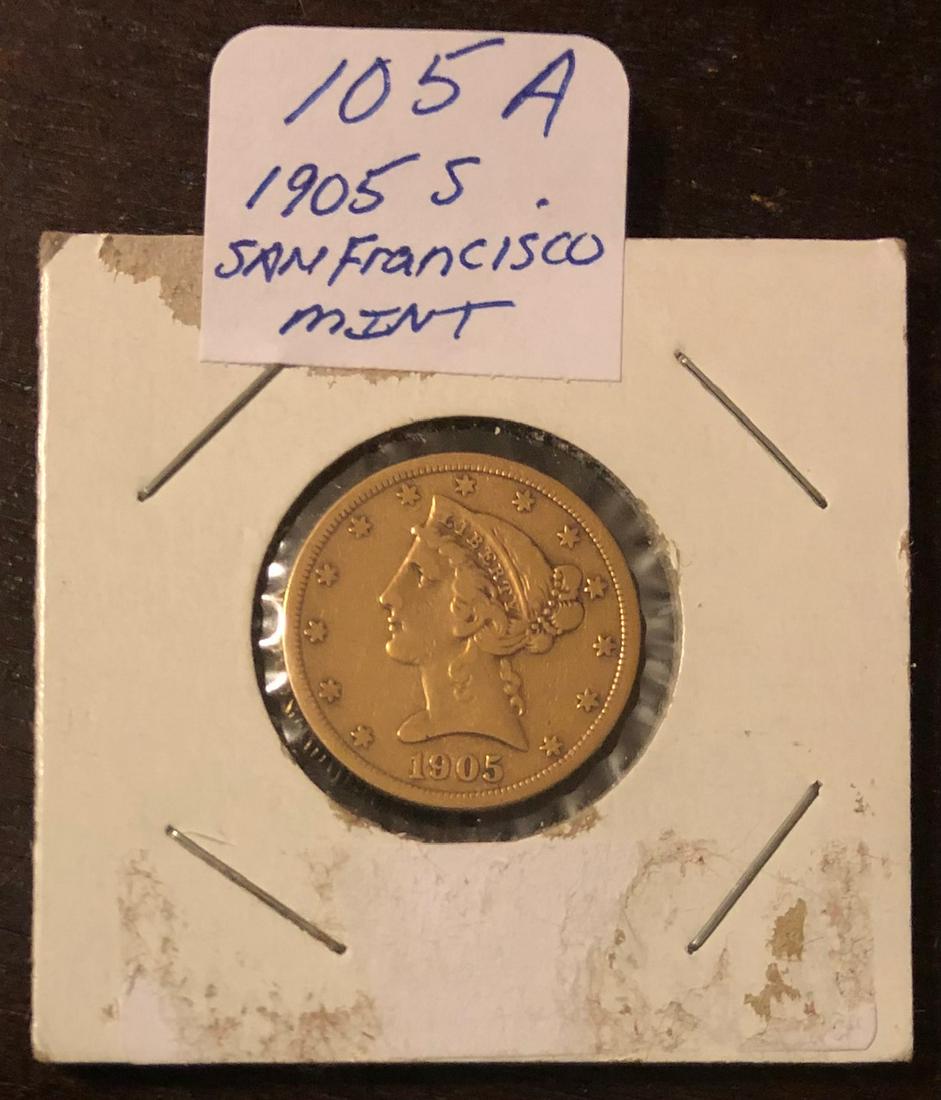 105 A
1905 S .
SAN Francisco
MINT
LIBERTY
1905